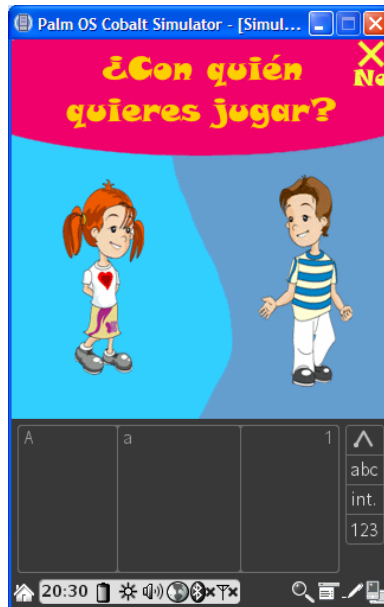 Palm OS Cobalt Simulator - [Simul...
¿Con quién
quieres jugar?
No
A
a
1
abc
int.
123
20:30